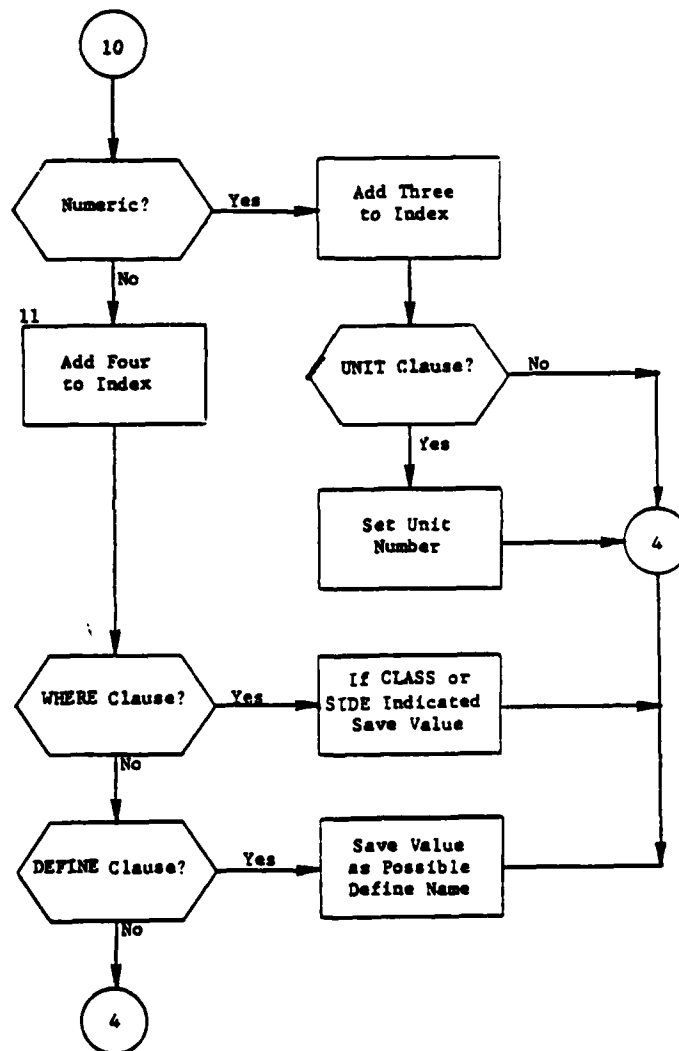 10
Numeric?
Yes
Add Three
to Index
No
11
Add Four
to Index
UNIT Clause?
No
Yes
Set Unit
Number
4
WHERE Clause?
Yes
If CLASS or
SIDE Indicated
Save Value
No
DEFINE Clause?
Yes
Save Value
as Possible
Define Name
No
4